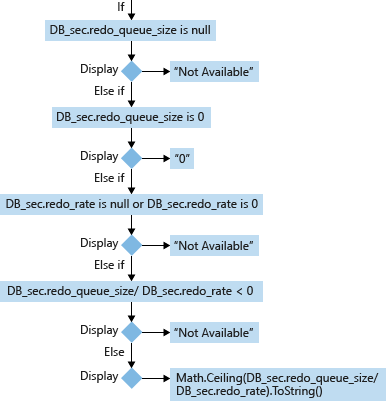 If
DB_sec.redo_queue_size is null
Display
"Not Available"
Else if
DB_sec.redo_queue_size is 0
Display
"0"
Else if
DB_sec.redo_rate is null or DB_sec.redo_rate is 0
Display
"Not Available"
Else if
DB_sec.redo_queue_size/ DB_sec.redo_rate < 0
Display
"Not Available"
Else
Display
Math.Ceiling(DB_sec.redo_queue_size/
DB_sec.redo_rate).ToString()